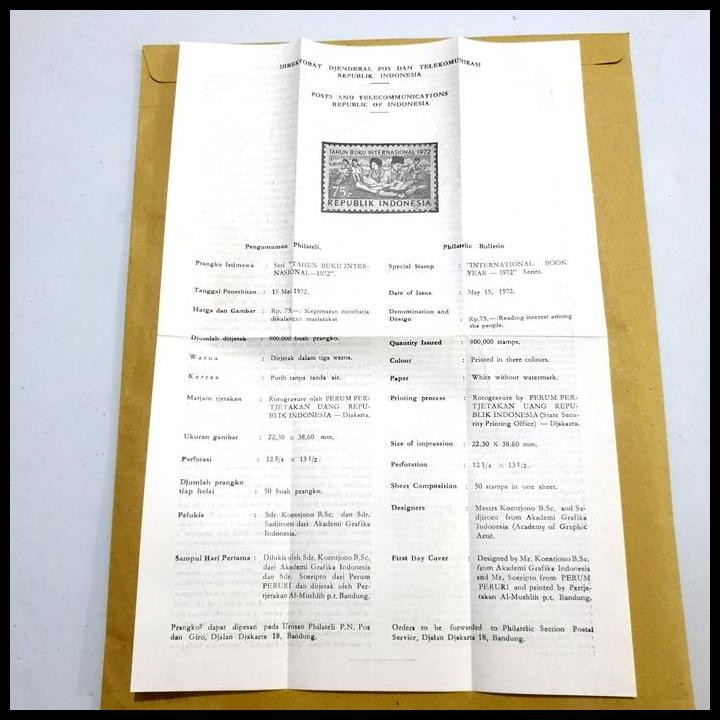 DIREKTORAT DJENDERAL POS DAN TELEKOMUNIKASI
REPUBLIK INDONESIA
POSTS AND TELECOMMUNICATIONS
REPUBLIC OF INDONESIA
TAHUN BUKU INTERNASIONAL 1972
75,-
REPUBLIK INDONESIA
Pengumuman Philateli.
Prangko Istimewa : Seri "TAHUN BUKU INTER-
NASIONAL—1972".
Tanggal Penerbitan : 15 Mei 1972.
Harga dan Gambar : Rp. 75,—: Kegemaran membatja
dikalangan masjarakat
Djumlah ditjetak : 800,000 buah prangko.
Warna : Ditjetak dalam tiga warna.
Kertas : Putih tanpa tanda air.
Matjam tjetakan : Rotogravure oleh PERUM PER-
TJETAKAN UANG REPU-
BLIK INDONESIA — Djakarta.
Ukuran gambar : 22,30 × 38,60 mm.
Perforasi : 12 3/4 × 13 1/2.
Djumlah prangko
tiap helai : 50 buah prangko.
Pelukis : Sdr. Koentjono B.Sc. dan Sdr.
Sadjiroen dari Akademi Grafika
Indonesia.
Sampul Hari Pertama : Dilukis oleh Sdr. Koentjono B.Sc.
dari Akademi Grafika Indonesia
dan Sdr. Soeripto dari Perum
PERURI dan ditjetak oleh Per-
tjetakan Al-Mushlih p.t. Bandung.
Prangko² dapat dipesan pada Urusan Philateli P.N. Pos
dan Giro, Djalan Djakarta 18, Bandung.
Philatelic Bulletin
Special Stamp : "INTERNATIONAL BOOK
YEAR — 1972" Series.
Date of Issue : May 15, 1972.
Denomination and
Design : Rp.75,—:Reading interest among
the people.
Quantity Issued : 800,000 stamps.
Colour : Printed in three colours.
Paper : White without watermark.
Printing process : Rotogravure by PERUM PER-
TJETAKAN UANG REPU-
BLIK INDONESIA (State Secu-
rity Printing Office) — Djakarta.
Size of impression : 22,30 X 38,60 mm.
Perforation : 12 3/4 × 13 1/2.
Sheet Composition : 50 stamps in one sheet.
Designers : Messrs Koentjono B.Sc. and Sa-
djiroen from Akademi Grafika
Indonesia (Academy of Graphic
Arts).
First Day Cover : Designed by Mr. Koentjono B.Sc.
from Akademi Grafika Indonesia
and Mr. Soeripto from PERUM
PERURI and printed by Pertje-
takan Al-Mushlih p.t. Bandung.
Orders to be forwarded to Philatelic Section Postal
Service, Djalan Djakarta 18, Bandung.